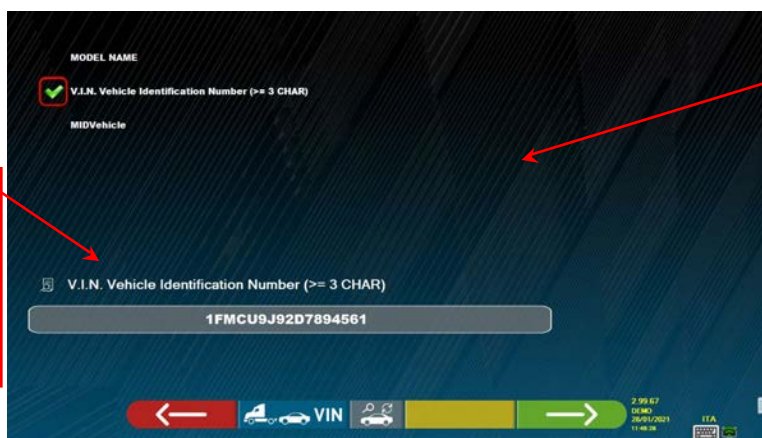 MODEL NAME
V.I.N. Vehicle Identification Number (>= 3 CHAR)
MIDVehicle
V.I.N. Vehicle Identification Number (>= 3 CHAR)
1FMCU9J92D7894561
VIN
2.99.67
DEMO
26/01/2021
11:48:28
ITA